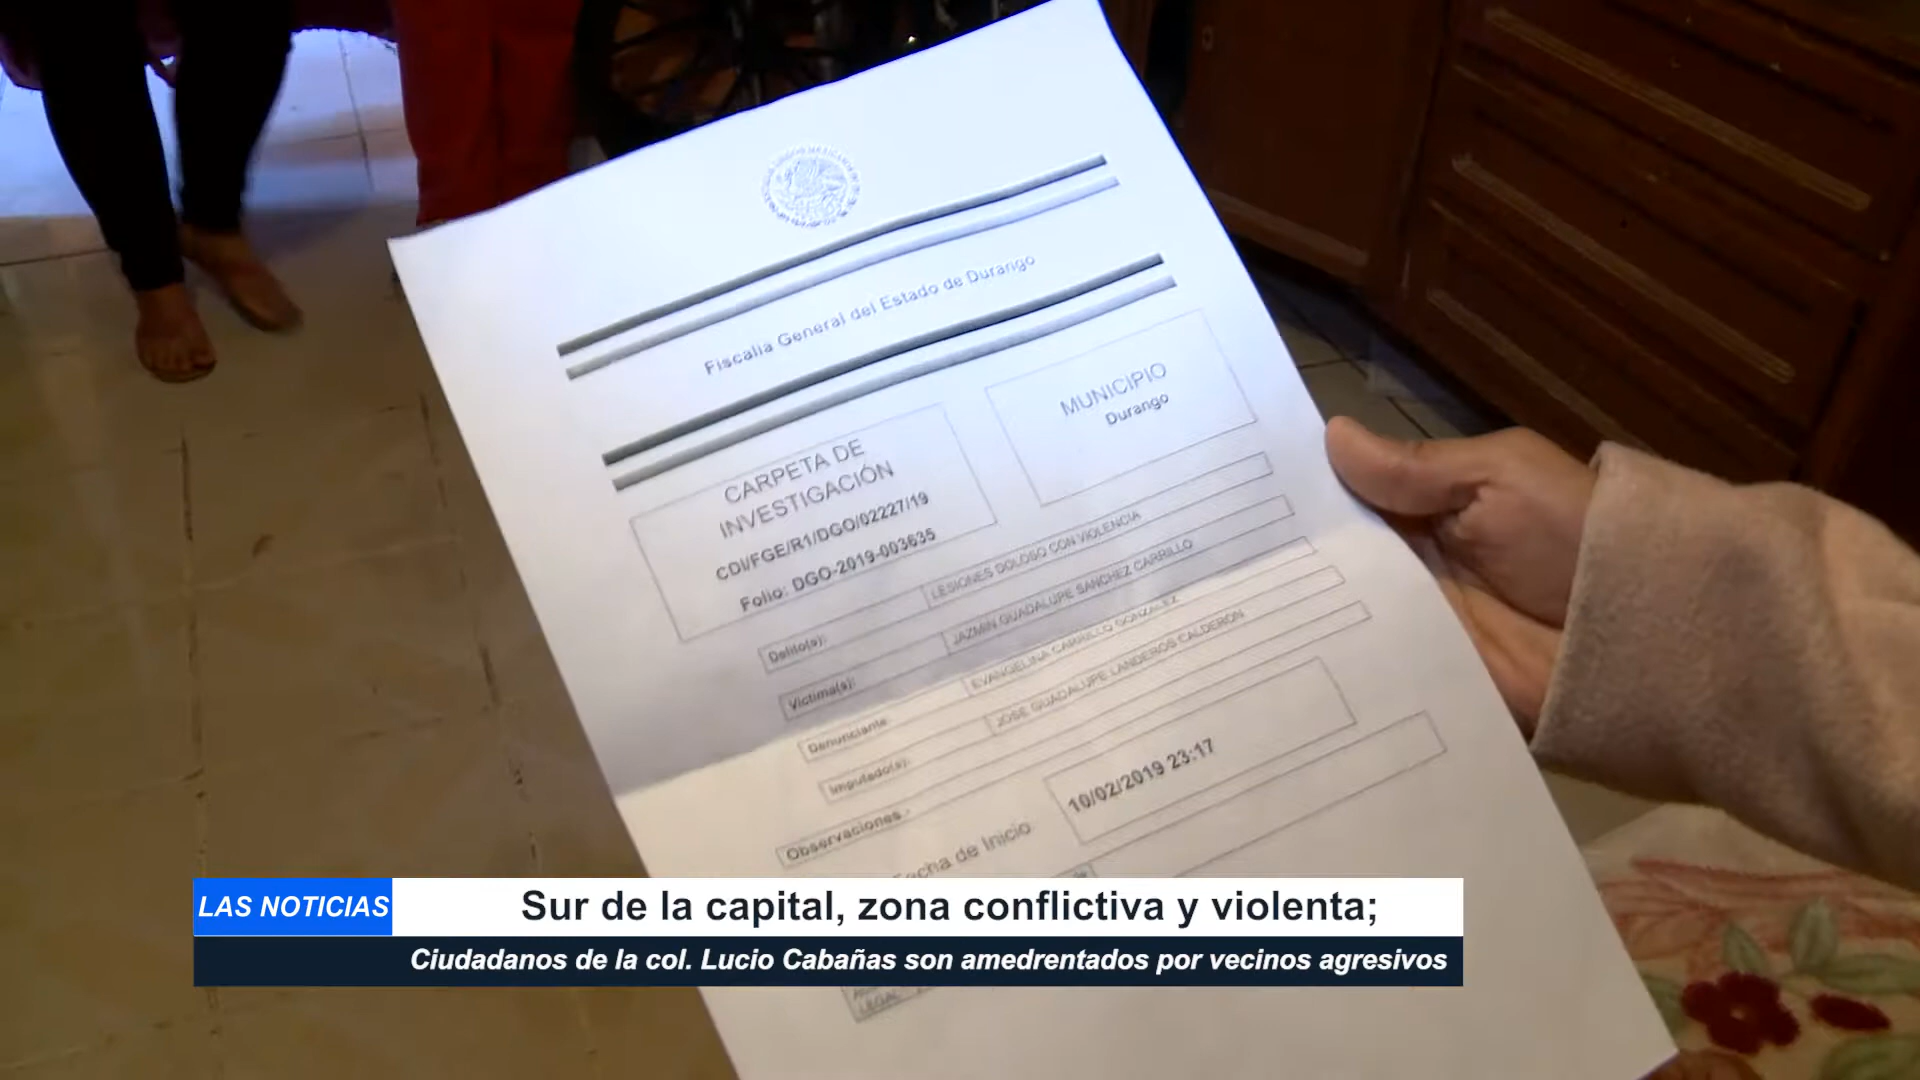 Fiscalia General del Estado de Durango
CARPETA DE
INVESTIGACIÓN
CDI/FGE/R1/DGO/02227/19
Folio: DGO-2019-003635
MUNICIPIO
Durango
Delito(s): LESIONES DOLOSO CON VIOLENCIA
Victima(s): JAZMIN GUADALUPE SANCHEZ CARRILLO
Denunciante EVANGELINA CARRILLO GONZALEZ
Imputado(s): JOSE GUADALUPE LANDEROS CALDERON
Observaciones.-
Fecha de Inicio 10/02/2019 23:17
LEGAL
LAS NOTICIAS
Sur de la capital, zona conflictiva y violenta;
Ciudadanos de la col. Lucio Cabañas son amedrentados por vecinos agresivos